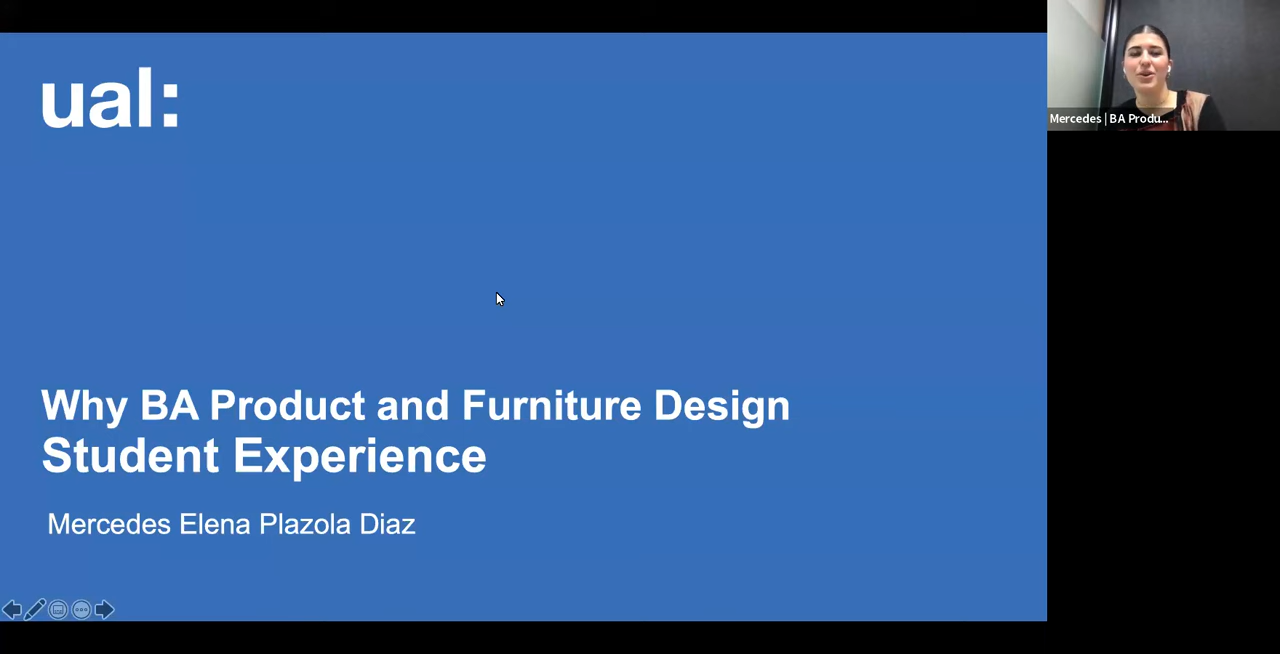 ual:
Mercedes | BA Produ...
Why BA Product and Furniture Design
Student Experience
Mercedes Elena Plazola Diaz